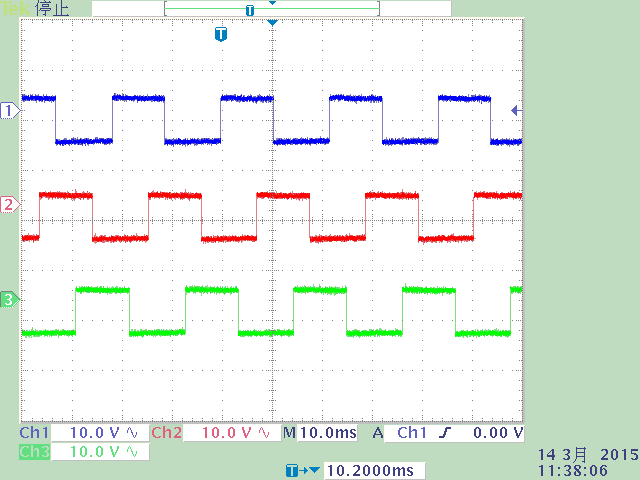 Tek 停止
T
T
1
2
3
Ch1 10.0 V Ch2 10.0 V M 10.0ms A Ch1 0.00 V
Ch3 10.0 V
T 10.2000ms
14 3月 2015
11:38:06